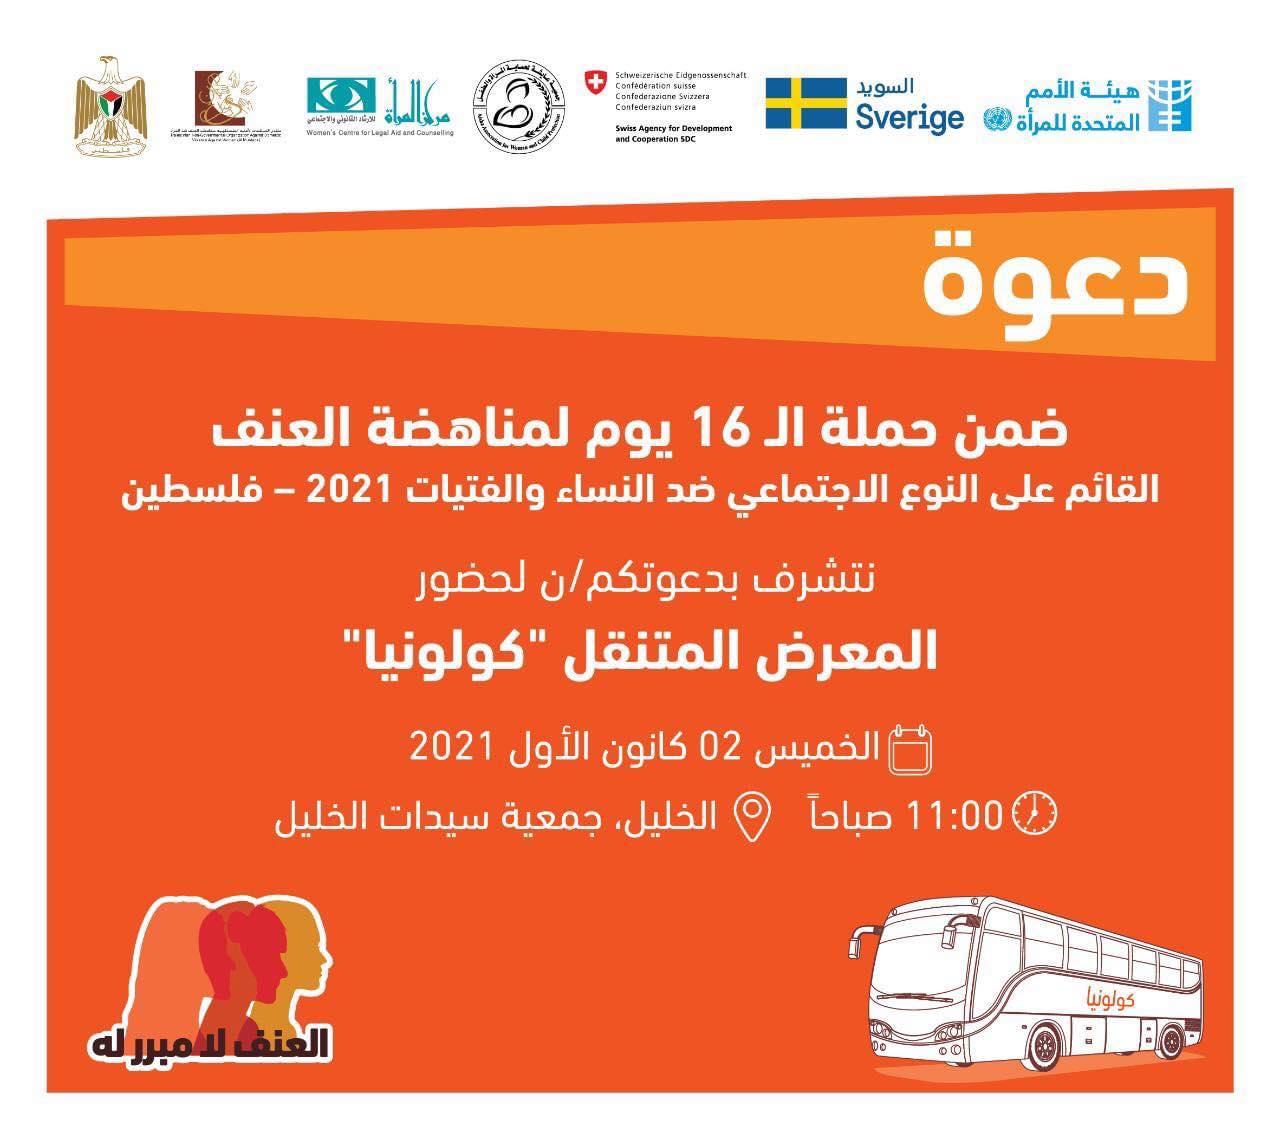 هيئة الأمم
المتحدة للمرأة
السويد
Sverige
Schweizerische Eidgenossenschaft
Confédération suisse
Confederazione Svizzera
Confederaziun svizra
Swiss Agency for Development
and Cooperation SDC
مركز المرأة
للارشاد القانوني والاجتماعي
Women's Centre for Legal Aid and Counselling
فلسطين
دعوة
ضمن حملة الـ 16 يوم لمناهضة العنف
القائم على النوع الاجتماعي ضد النساء والفتيات 2021 – فلسطين
نتشرف بدعوتكم/ن لحضور
المعرض المتنقل "كولونيا"
الخميس 02 كانون الأول 2021
11:00 صباحاً
الخليل، جمعية سيدات الخليل
كولونيا
العنف لا مبرر له